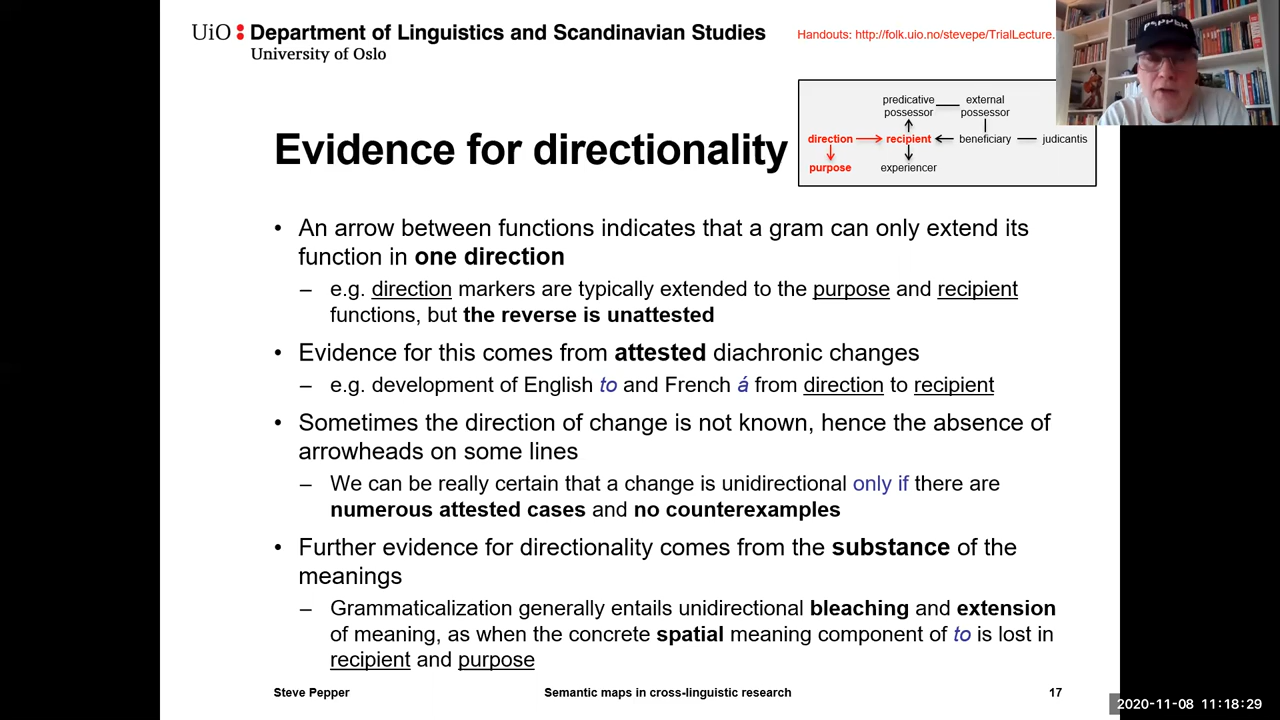 UiO : Department of Linguistics and Scandinavian Studies
University of Oslo
Handouts: http://folk.uio.no/stevepe/TrialLecture.
predicative external
possessor possessor
direction recipient beneficiary judicantis
purpose experiencer
Evidence for directionality
• An arrow between functions indicates that a gram can only extend its
function in one direction
– e.g. direction markers are typically extended to the purpose and recipient
functions, but the reverse is unattested
• Evidence for this comes from attested diachronic changes
– e.g. development of English to and French á from direction to recipient
• Sometimes the direction of change is not known, hence the absence of
arrowheads on some lines
– We can be really certain that a change is unidirectional only if there are
numerous attested cases and no counterexamples
• Further evidence for directionality comes from the substance of the
meanings
– Grammaticalization generally entails unidirectional bleaching and extension
of meaning, as when the concrete spatial meaning component of to is lost in
recipient and purpose
Steve Pepper Semantic maps in cross-linguistic research 17
2020-11-08 11:18:29